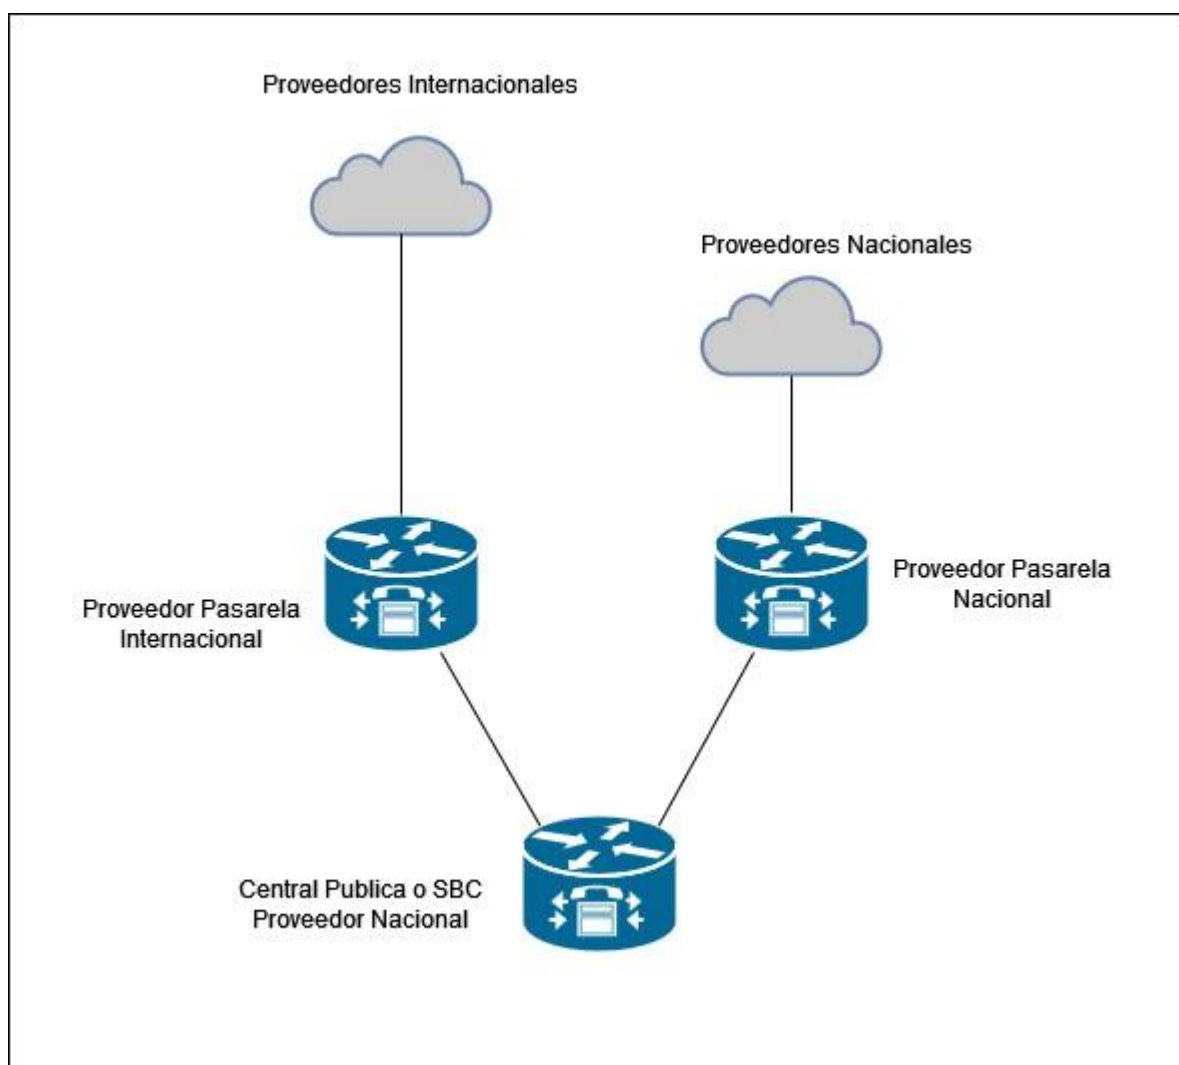 Proveedores Internacionales
Proveedores Nacionales
Proveedor Pasarela
Nacional
Proveedor Pasarela
Internacional
Central Publica o SBC
Proveedor Nacional